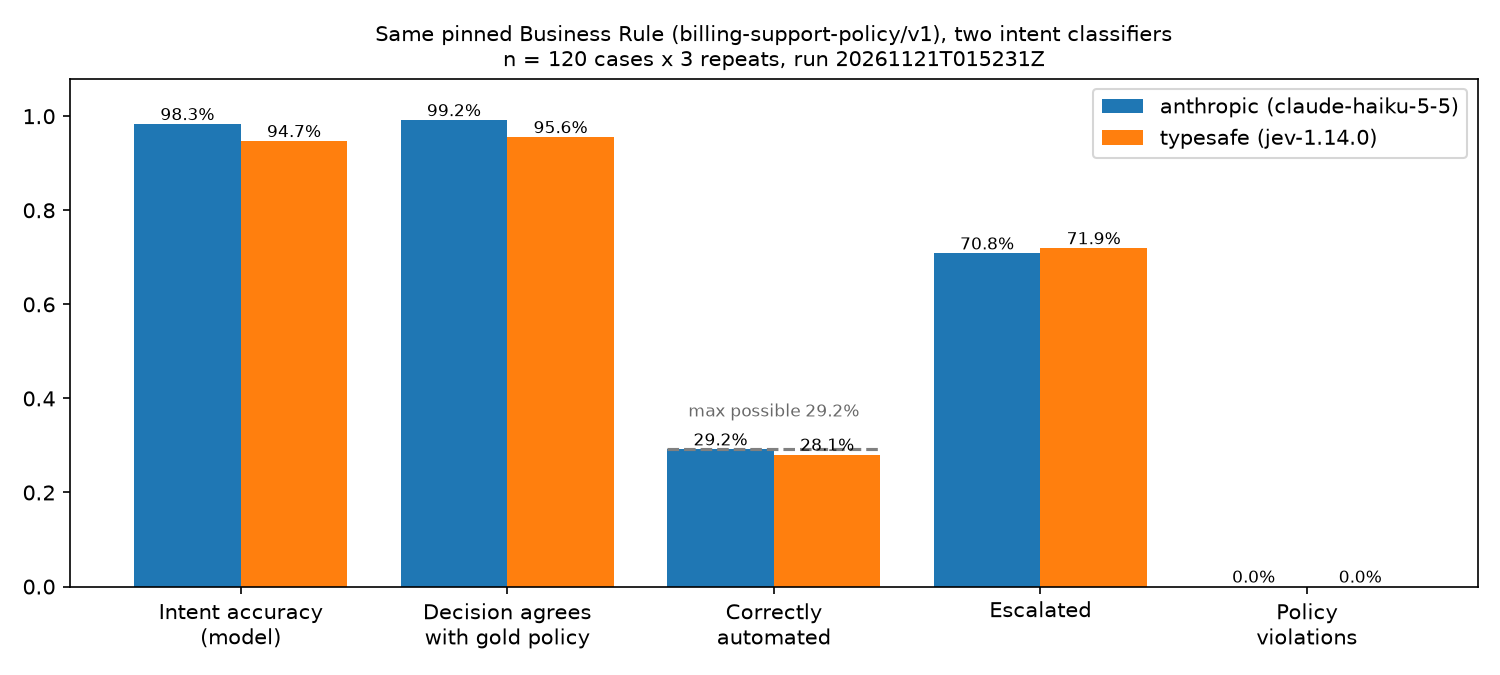 Same pinned Business Rule (billing-support-policy/v1), two intent classifiers
n = 120 cases x 3 repeats, run 20261121T015231Z
anthropic (claude-haiku-5-5)
typesafe (jev-1.14.0)
1.0
0.8
0.6
0.4
0.2
0.0
98.3%
94.7%
99.2%
95.6%
max possible 29.2%
29.2%
28.1%
70.8%
71.9%
0.0%
0.0%
Intent accuracy
(model)
Decision agrees
with gold policy
Correctly
automated
Escalated
Policy
violations